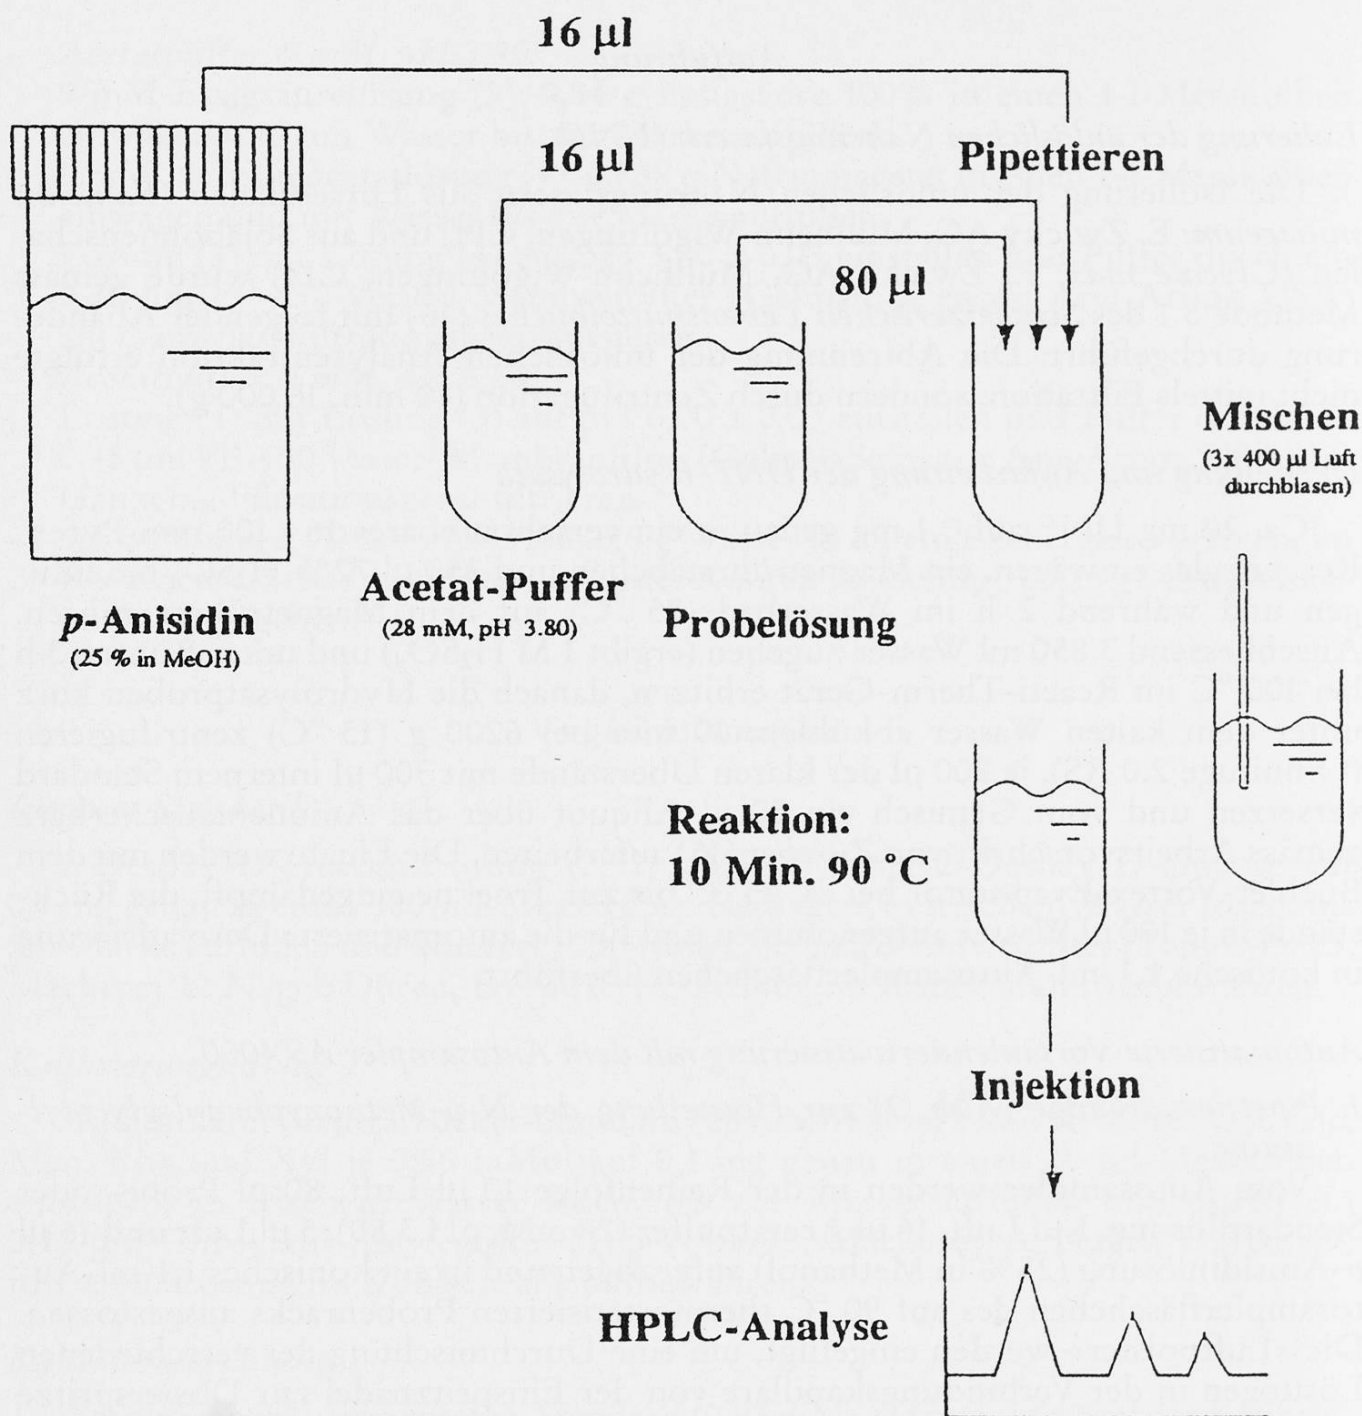 16 µl
16 µl
Pipettieren
80 µl
Mischen
(3x 400 µl Luft
durchblasen)
p-Anisidin
(25 % in MeOH)
Acetat-Puffer
(28 mM, pH 3.80)
Probelösung
Reaktion:
10 Min. 90 °C
Injektion
HPLC-Analyse